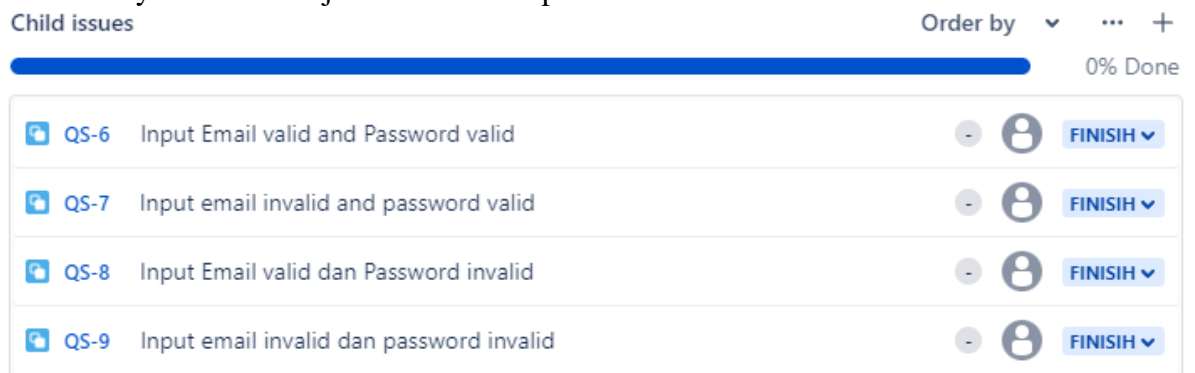 Child issues Order by ... +
0% Done
QS-6 Input Email valid and Password valid - FINISIH
QS-7 Input email invalid and password valid - FINISIH
QS-8 Input Email valid dan Password invalid - FINISIH
QS-9 Input email invalid dan password invalid - FINISIH